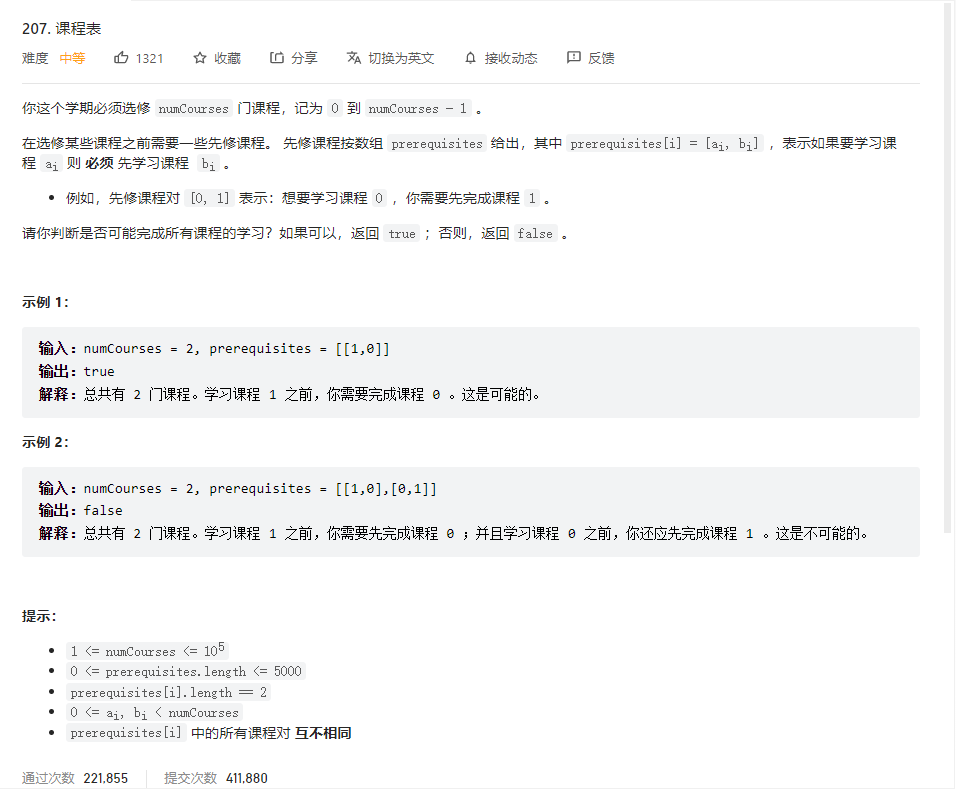 207. 课程表
难度 中等 1321 收藏 分享 切换为英文 接收动态 反馈
你这个学期必须选修 numCourses 门课程，记为 0 到 numCourses - 1 。
在选修某些课程之前需要一些先修课程。 先修课程按数组 prerequisites 给出，其中 prerequisites[i] = [ai, bi] ，表示如果要学习课
程 ai 则 必须 先学习课程 bi 。
例如，先修课程对 [0, 1] 表示：想要学习课程 0 ，你需要先完成课程 1 。
请你判断是否可能完成所有课程的学习？如果可以，返回 true ；否则，返回 false 。
示例 1：
输入：numCourses = 2, prerequisites = [[1,0]]
输出：true
解释：总共有 2 门课程。学习课程 1 之前，你需要完成课程 0 。这是可能的。
示例 2：
输入：numCourses = 2, prerequisites = [[1,0],[0,1]]
输出：false
解释：总共有 2 门课程。学习课程 1 之前，你需要先完成课程 0 ；并且学习课程 0 之前，你还应先完成课程 1 。这是不可能的。
提示：
1 <= numCourses <= 10⁵
0 <= prerequisites.length <= 5000
prerequisites[i].length == 2
0 <= ai, bi < numCourses
prerequisites[i] 中的所有课程对 互不相同
通过次数 221,855 提交次数 411,880